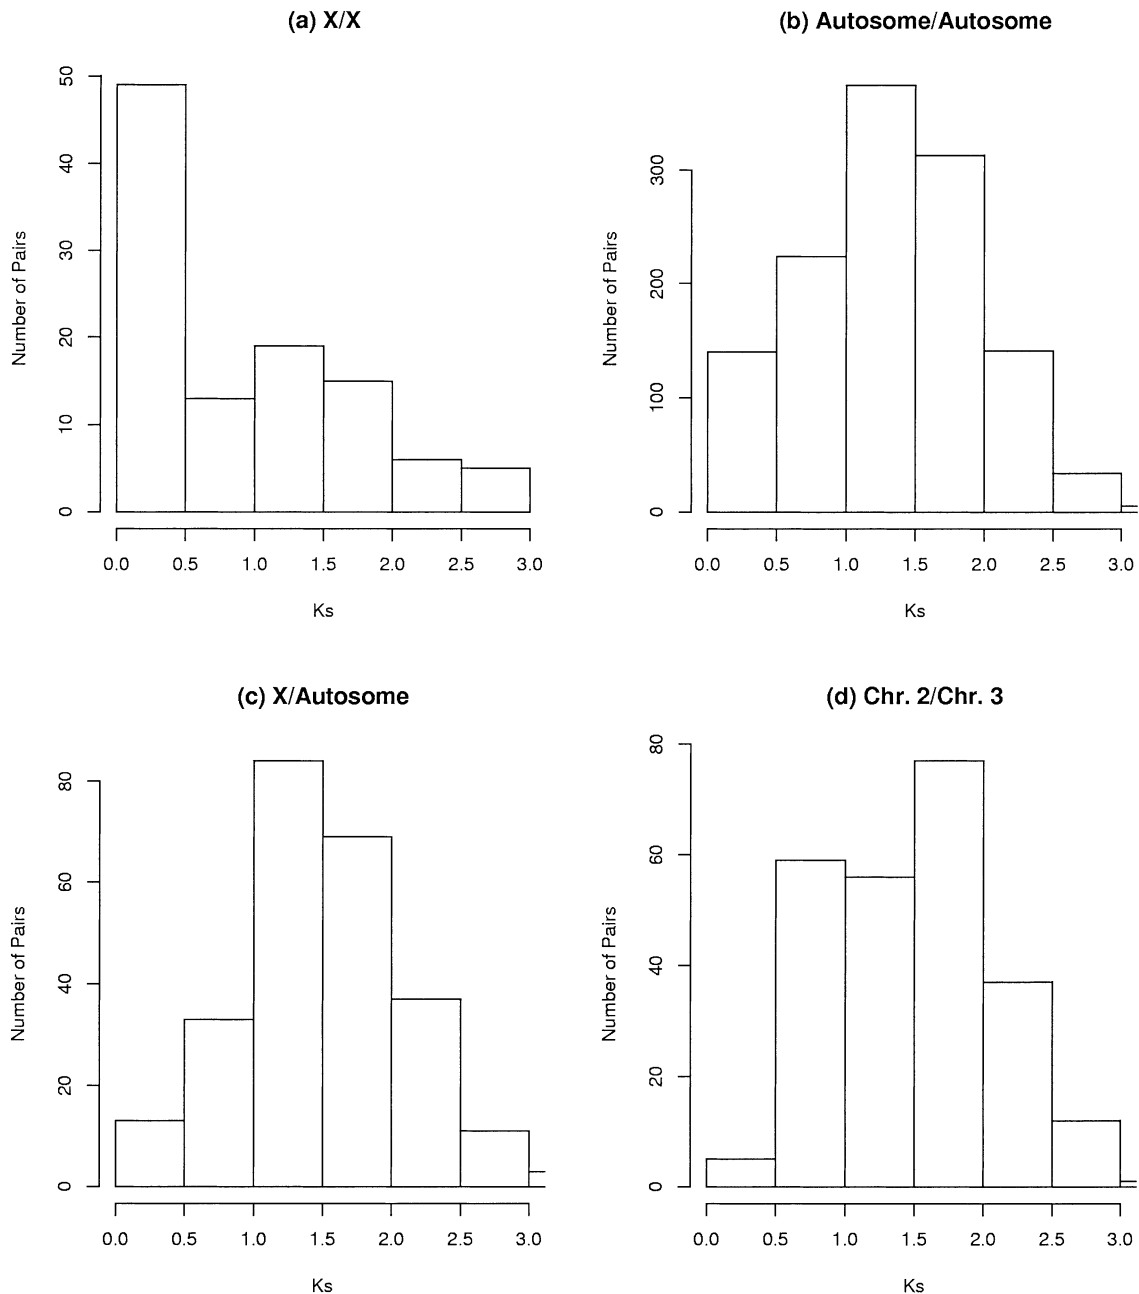 (a) X/X
Number of Pairs
50
40
30
20
10
0
0.0 0.5 1.0 1.5 2.0 2.5 3.0
Ks
(b) Autosome/Autosome
Number of Pairs
300
200
100
0
0.0 0.5 1.0 1.5 2.0 2.5 3.0
Ks
(c) X/Autosome
Number of Pairs
80
60
40
20
0
0.0 0.5 1.0 1.5 2.0 2.5 3.0
Ks
(d) Chr. 2/Chr. 3
Number of Pairs
80
60
40
20
0
0.0 0.5 1.0 1.5 2.0 2.5 3.0
Ks